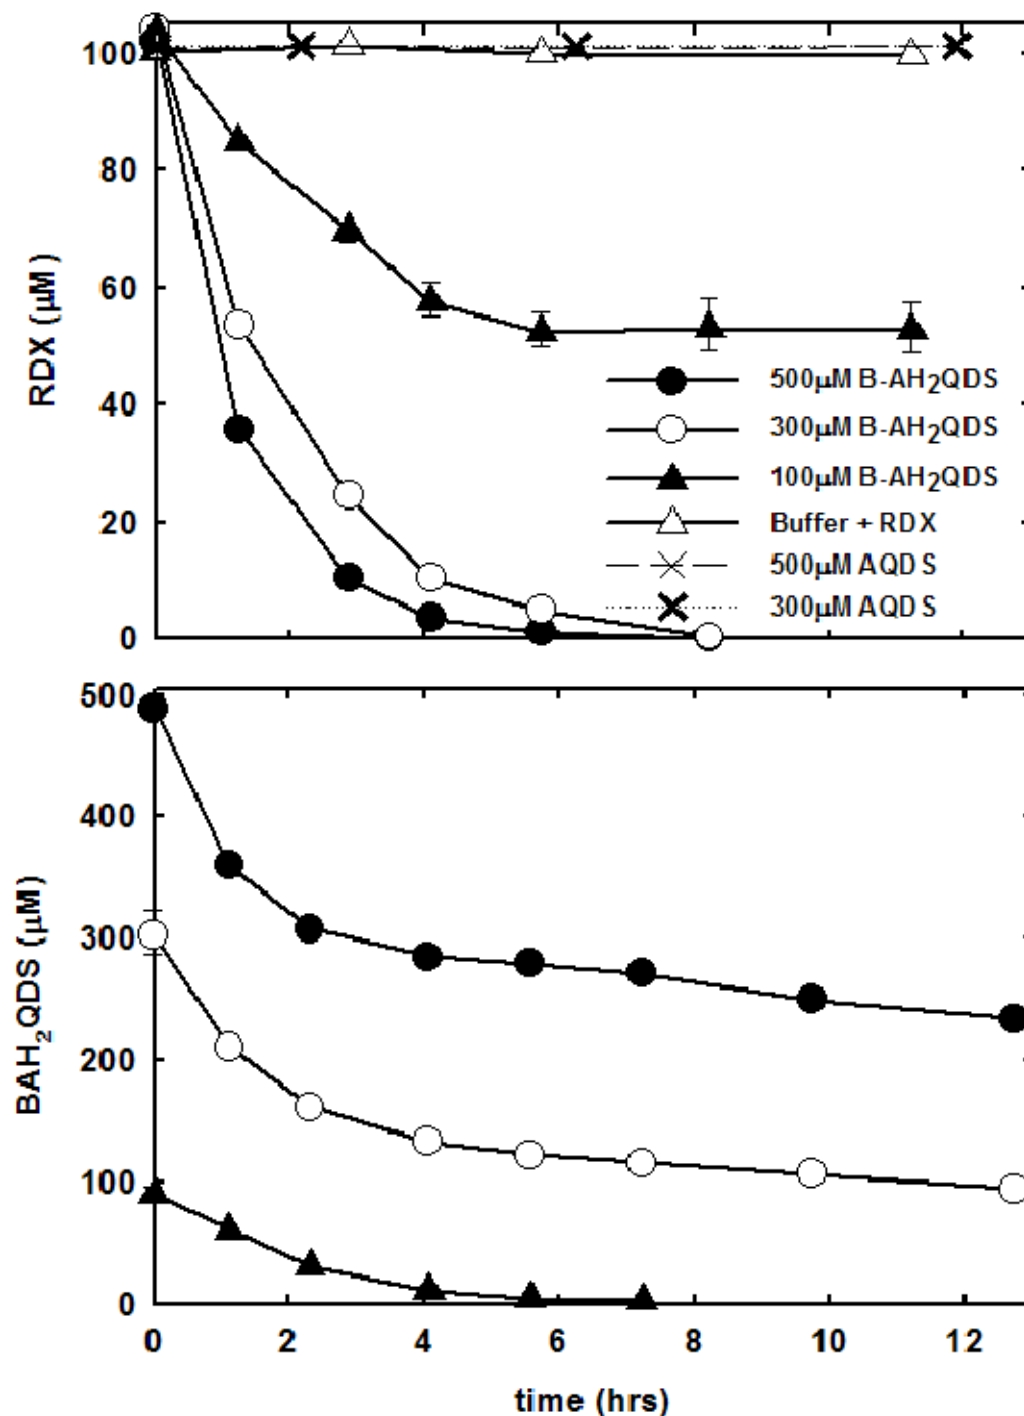 100
80
60
40
20
0
RDX (μM)
500μM B-AH2QDS
300μM B-AH2QDS
100μM B-AH2QDS
Buffer + RDX
500μM AQDS
300μM AQDS
500
400
300
200
100
0
BAH2QDS (μM)
0 2 4 6 8 10 12
time (hrs)